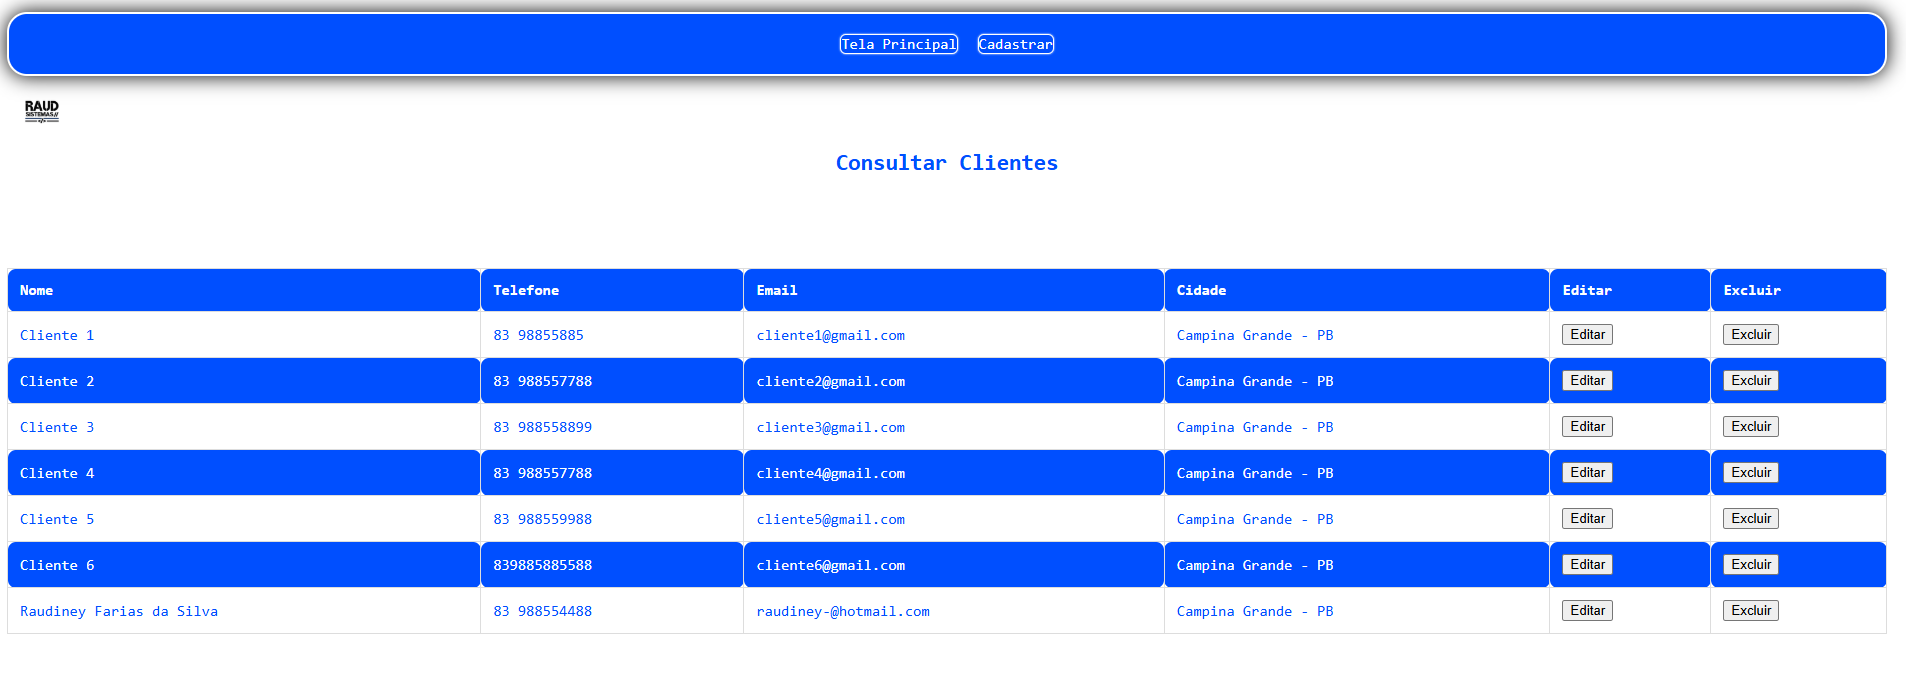 Tela Principal Cadastrar
RAUD
SISTEMAS//
</>
Consultar Clientes
Nome Telefone Email Cidade Editar Excluir
Cliente 1 83 98855885 cliente1@gmail.com Campina Grande - PB Editar Excluir
Cliente 2 83 988557788 cliente2@gmail.com Campina Grande - PB Editar Excluir
Cliente 3 83 988558899 cliente3@gmail.com Campina Grande - PB Editar Excluir
Cliente 4 83 988557788 cliente4@gmail.com Campina Grande - PB Editar Excluir
Cliente 5 83 988559988 cliente5@gmail.com Campina Grande - PB Editar Excluir
Cliente 6 839885885588 cliente6@gmail.com Campina Grande - PB Editar Excluir
Raudiney Farias da Silva 83 988554488 raudiney-@hotmail.com Campina Grande - PB Editar Excluir